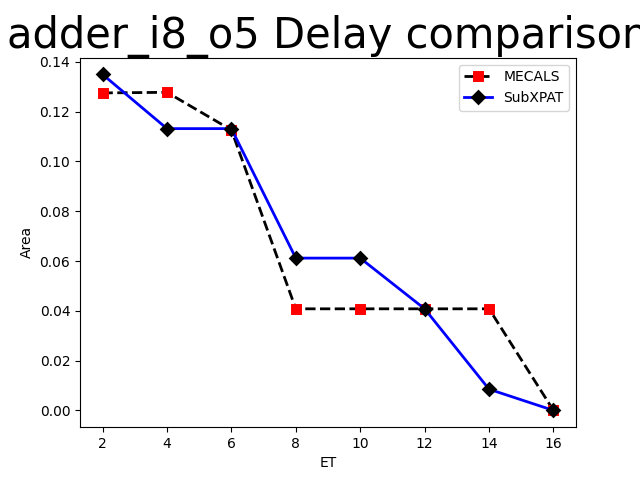 adder_i8_o5 Delay comparison
0.14
0.12
0.10
0.08
0.06
0.04
0.02
0.00
Area
MECALS
SubXPAT
2 4 6 8 10 12 14 16
ET